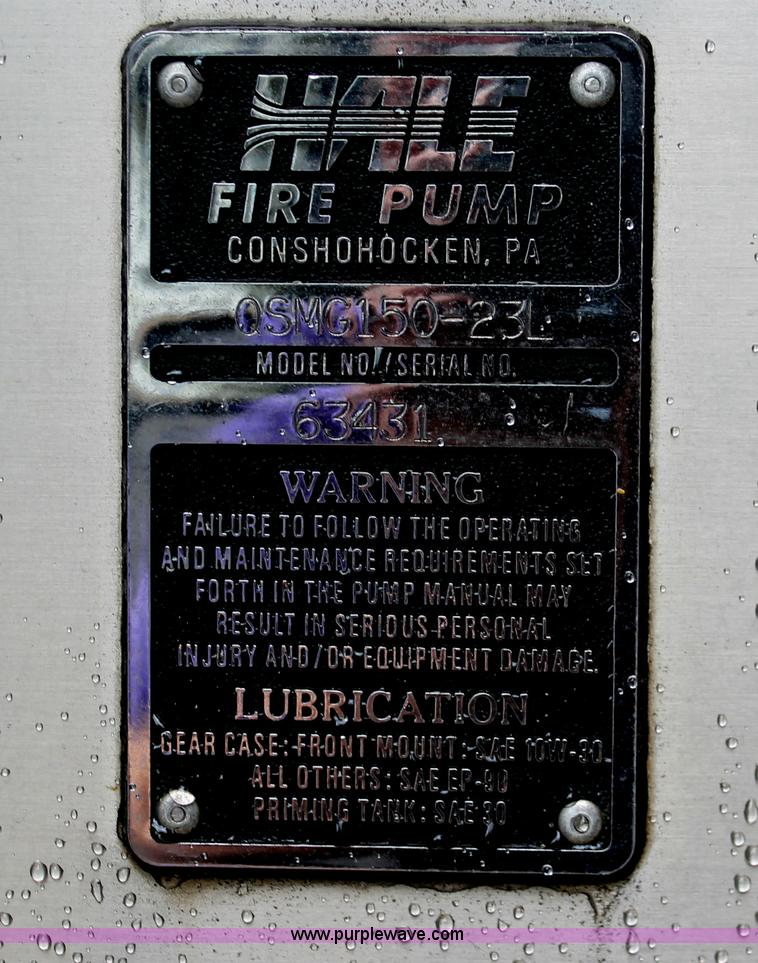 HALE
FIRE PUMP
CONSHOHOCKEN, PA
QSMG150-23L
MODEL NO./SERIAL NO.
63431
WARNING
FAILURE TO FOLLOW THE OPERATING
AND MAINTENANCE REQUIREMENTS SET
FORTH IN THE PUMP MANUAL MAY
RESULT IN SERIOUS PERSONAL
INJURY AND/OR EQUIPMENT DAMAGE.
LUBRICATION
GEAR CASE: FRONT MOUNT: SAE 10W-30
ALL OTHERS: SAE EP-90
PRIMING TANK: SAE 30
www.purplewave.com